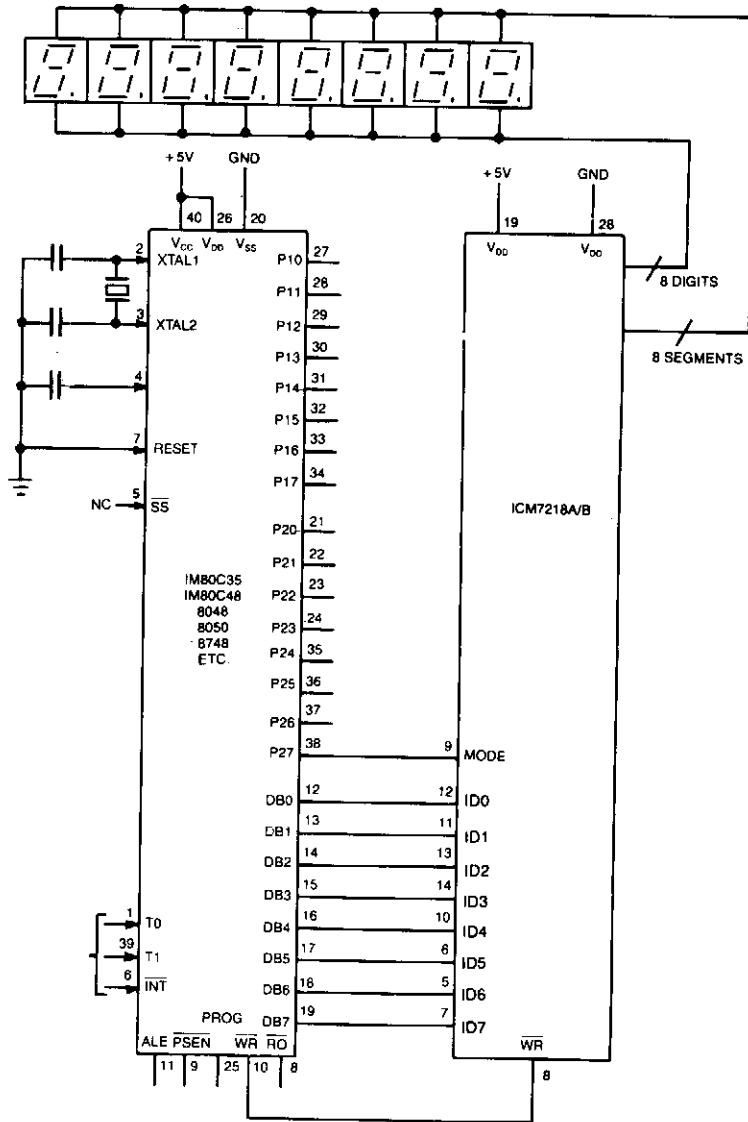 +5V
GND
40
26
20
VCC
VDD
VSS
2
XTAL1
3
XTAL2
4
7
RESET
NC
5
SS
IM80C35
IM80C48
8048
8050
8748
ETC.
1
T0
39
T1
6
INT
P10
27
P11
28
P12
29
P13
30
P14
31
P15
32
P16
33
P17
34
P20
21
P21
22
P22
23
P23
24
P24
35
P25
36
P26
37
P27
38
DB0
12
DB1
13
DB2
14
DB3
15
DB4
16
DB5
17
DB6
18
DB7
19
PROG
ALE
PSEN
WR
RO
11
9
25
10
8
+5V
GND
19
28
VDD
VDD
8 DIGITS
8 SEGMENTS
ICM7218A/B
9
MODE
12
ID0
11
ID1
13
ID2
14
ID3
10
ID4
6
ID5
5
ID6
7
ID7
WR
8